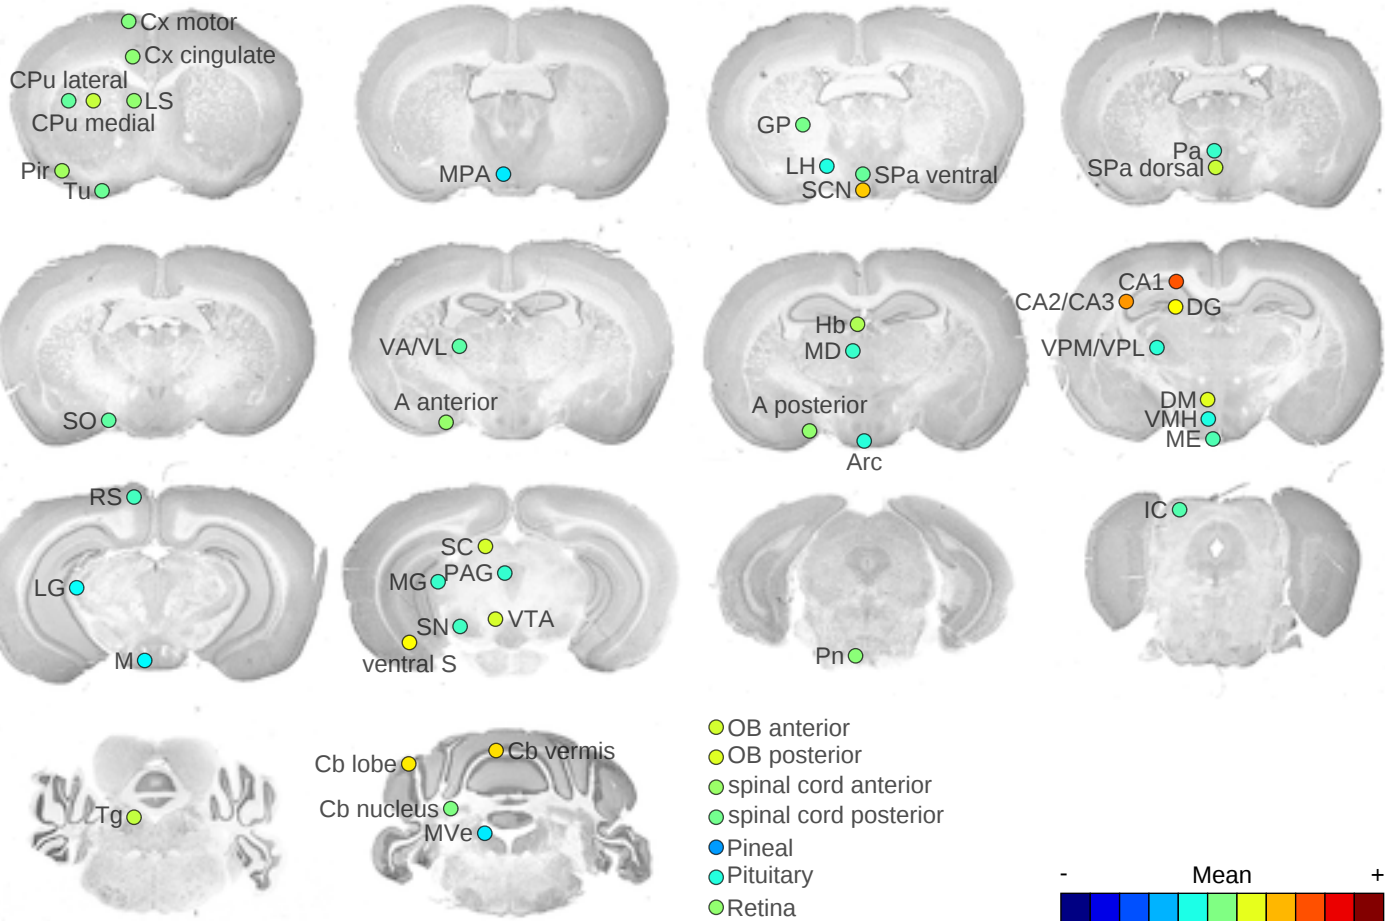 Cx motor
Cx cingulate
CPu lateral
LS
CPu medial
Pir
Tu
MPA
GP
LH
SPa ventral
SCN
Pa
SPa dorsal
SO
VA/VL
A anterior
Hb
MD
A posterior
Arc
CA1
CA2/CA3
DG
VPM/VPL
DM
VMH
ME
RS
LG
M
SC
MG
PAG
SN
VTA
ventral S
Pn
IC
Tg
Cb lobe
Cb vermis
Cb nucleus
MVe
OB anterior
OB posterior
spinal cord anterior
spinal cord posterior
Pineal
Pituitary
Retina
- Mean +